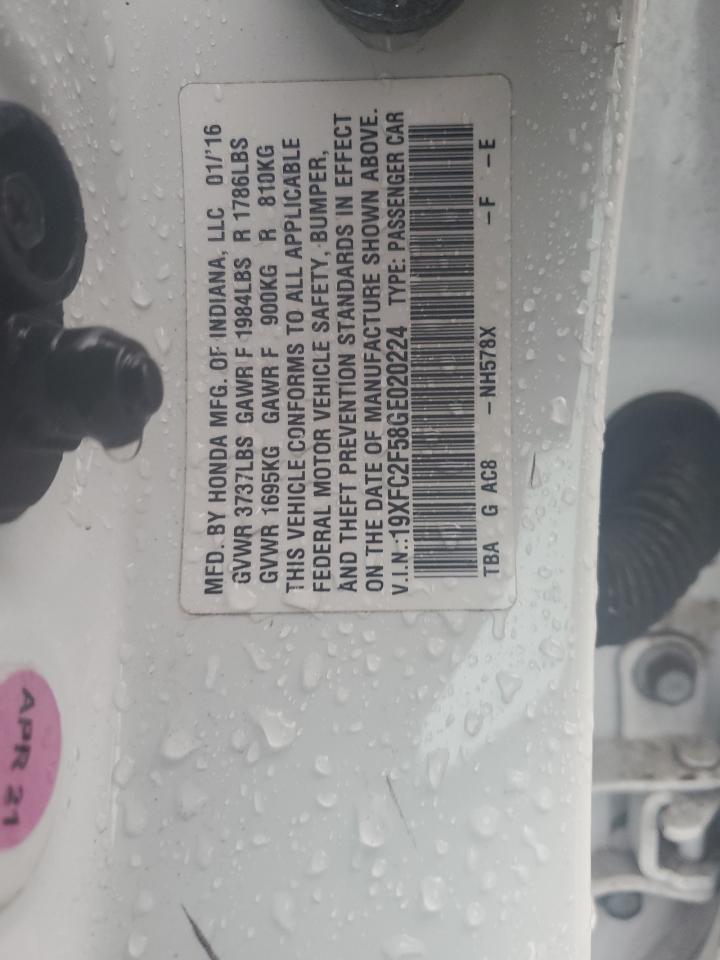 MFD. BY HONDA MFG. OF INDIANA, LLC 01/'16
GVWR 3737LBS GAWR F 1984LBS R 1786LBS
GVWR 1695KG GAWR F 900KG R 810KG
THIS VEHICLE CONFORMS TO ALL APPLICABLE
FEDERAL MOTOR VEHICLE SAFETY, BUMPER,
AND THEFT PREVENTION STANDARDS IN EFFECT
ON THE DATE OF MANUFACTURE SHOWN ABOVE.
V.I.N.: 19XFC2F58GE020224 TYPE: PASSENGER CAR
TBA G AC8 -NH578X -F -E
APR 21